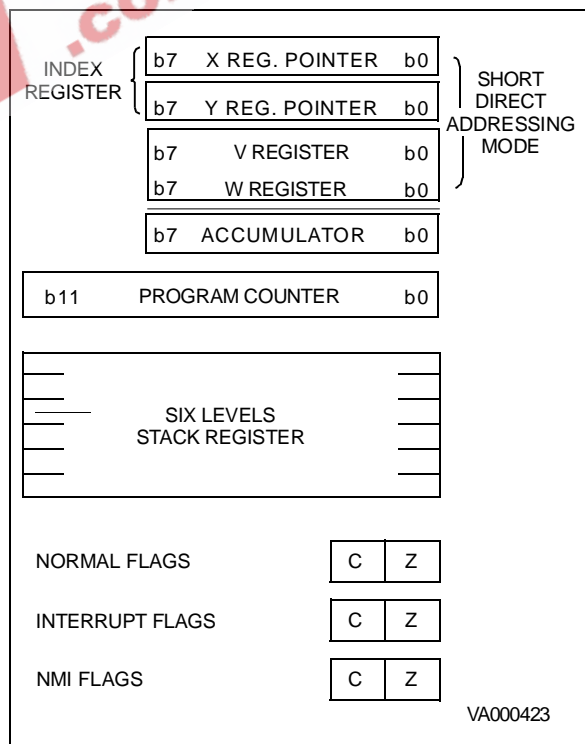 .co
INDEX
REGISTER
b7 X REG. POINTER b0
b7 Y REG. POINTER b0
b7 V REGISTER b0
b7 W REGISTER b0
SHORT
DIRECT
ADDRESSING
MODE
b7 ACCUMULATOR b0
b11 PROGRAM COUNTER b0
SIX LEVELS
STACK REGISTER
NORMAL FLAGS C Z
INTERRUPT FLAGS C Z
NMI FLAGS C Z
VA000423